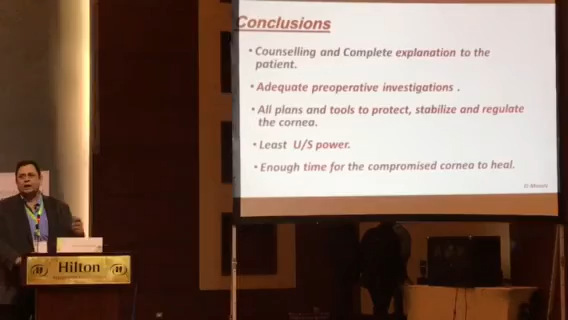 Conclusions
• Counselling and Complete explanation to the
patient.
• Adequate preoperative investigations .
• All plans and tools to protect, stabilize and regulate
the cornea.
• Least U/S power.
• Enough time for the compromised cornea to heal.
Hilton